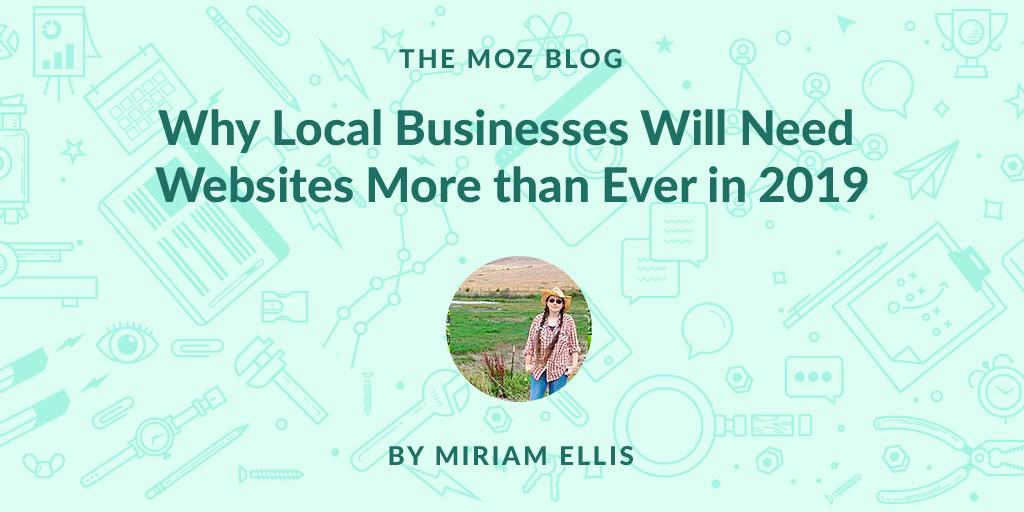 THE MOZ BLOG
Why Local Businesses Will Need
Websites More than Ever in 2019
BY MIRIAM ELLIS